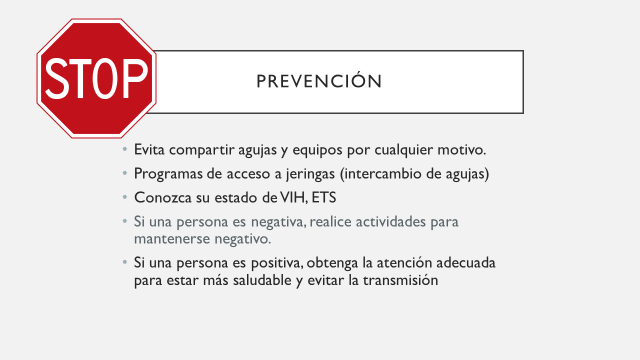 STOP
PREVENCIÓN
• Evita compartir agujas y equipos por cualquier motivo.
• Programas de acceso a jeringas (intercambio de agujas)
• Conozca su estado de VIH, ETS
• Si una persona es negativa, realice actividades para
mantenerse negativo.
• Si una persona es positiva, obtenga la atención adecuada
para estar más saludable y evitar la transmisión